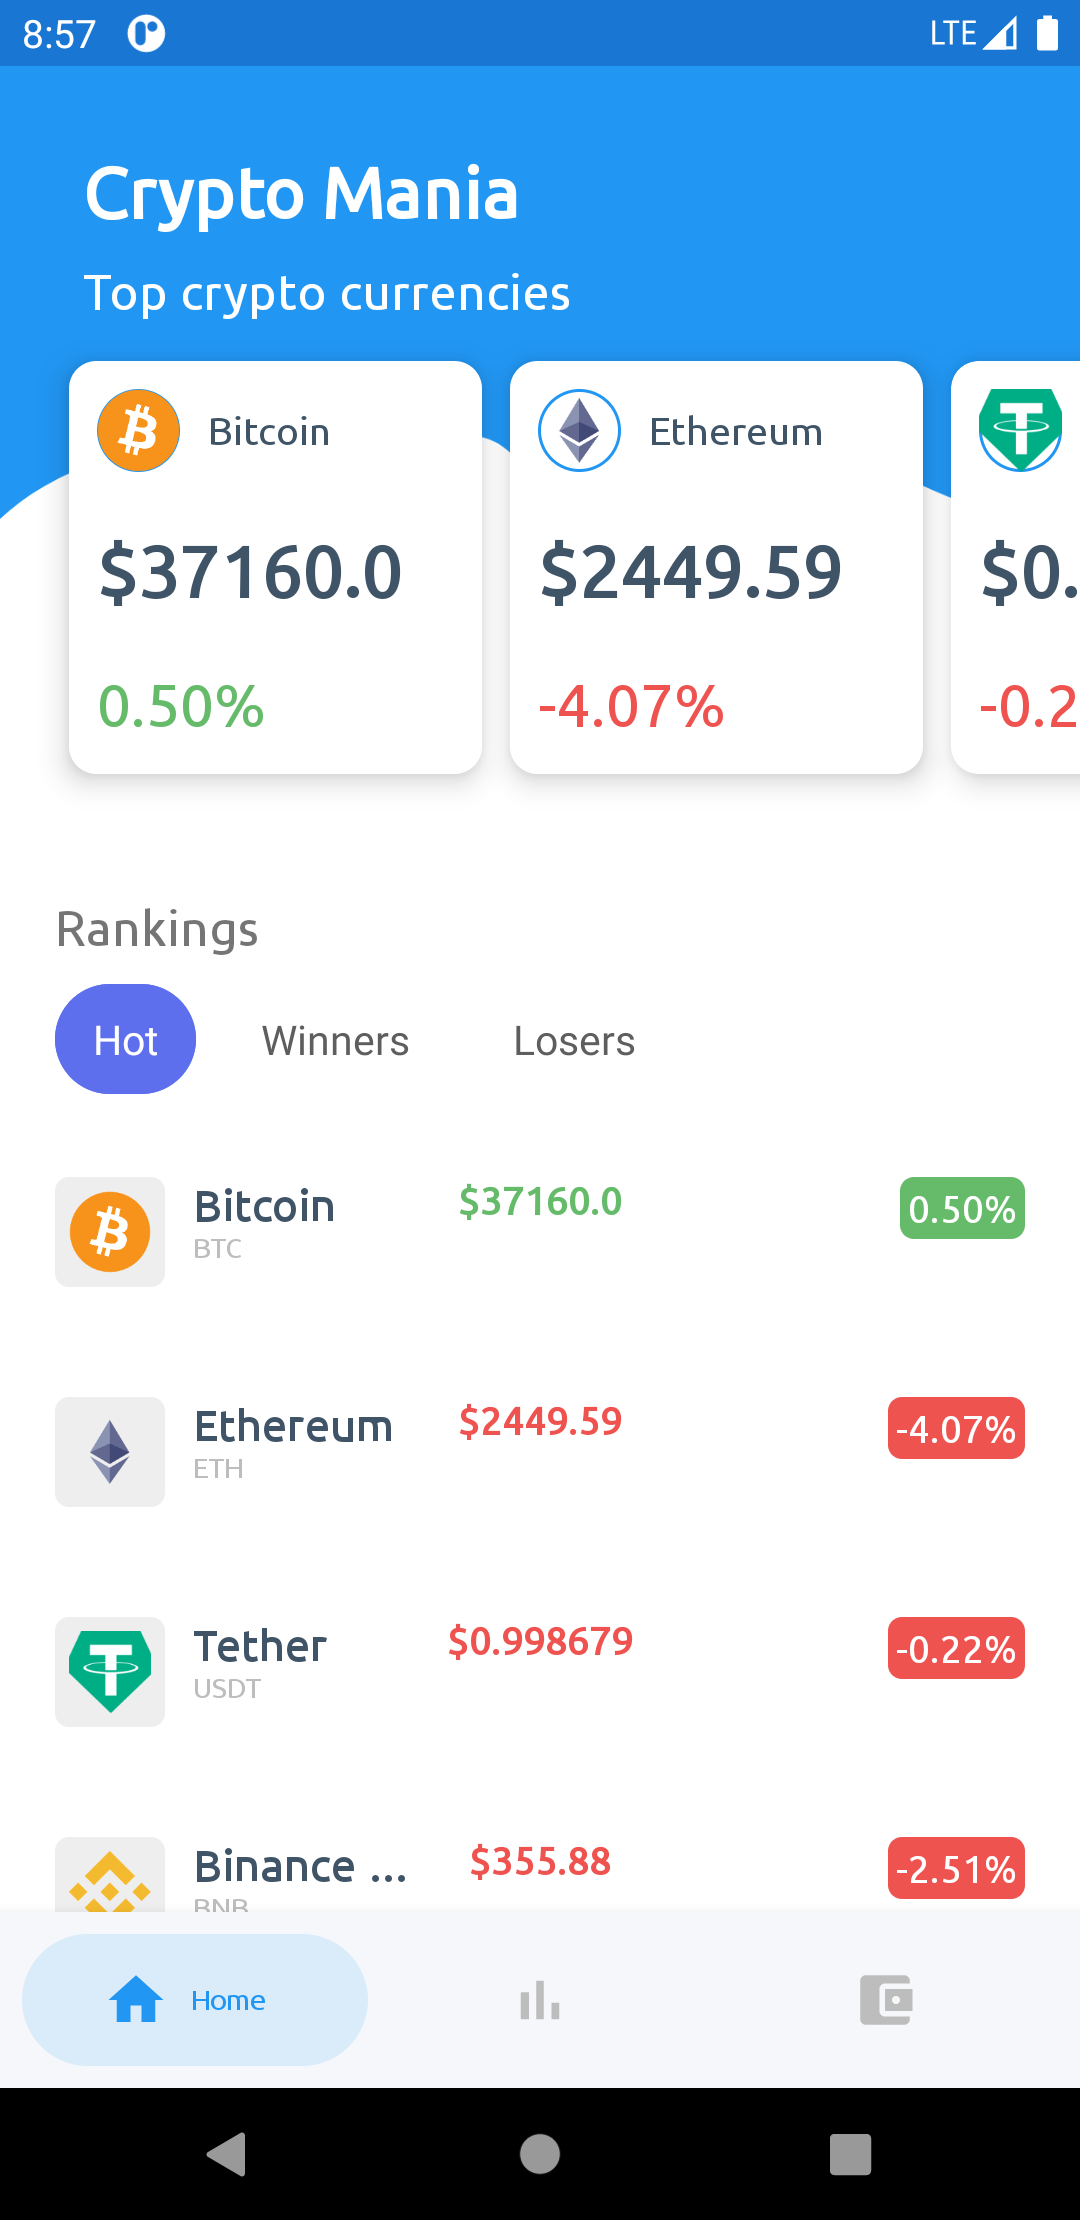 8:57 LTE
Crypto Mania
Top crypto currencies
Bitcoin Ethereum
$37160.0 $2449.59 $0.
0.50% -4.07% -0.2
Rankings
Hot Winners Losers
Bitcoin $37160.0 0.50%
BTC
Ethereum $2449.59 -4.07%
ETH
Tether $0.998679 -0.22%
USDT
Binance ... $355.88 -2.51%
BNB
Home